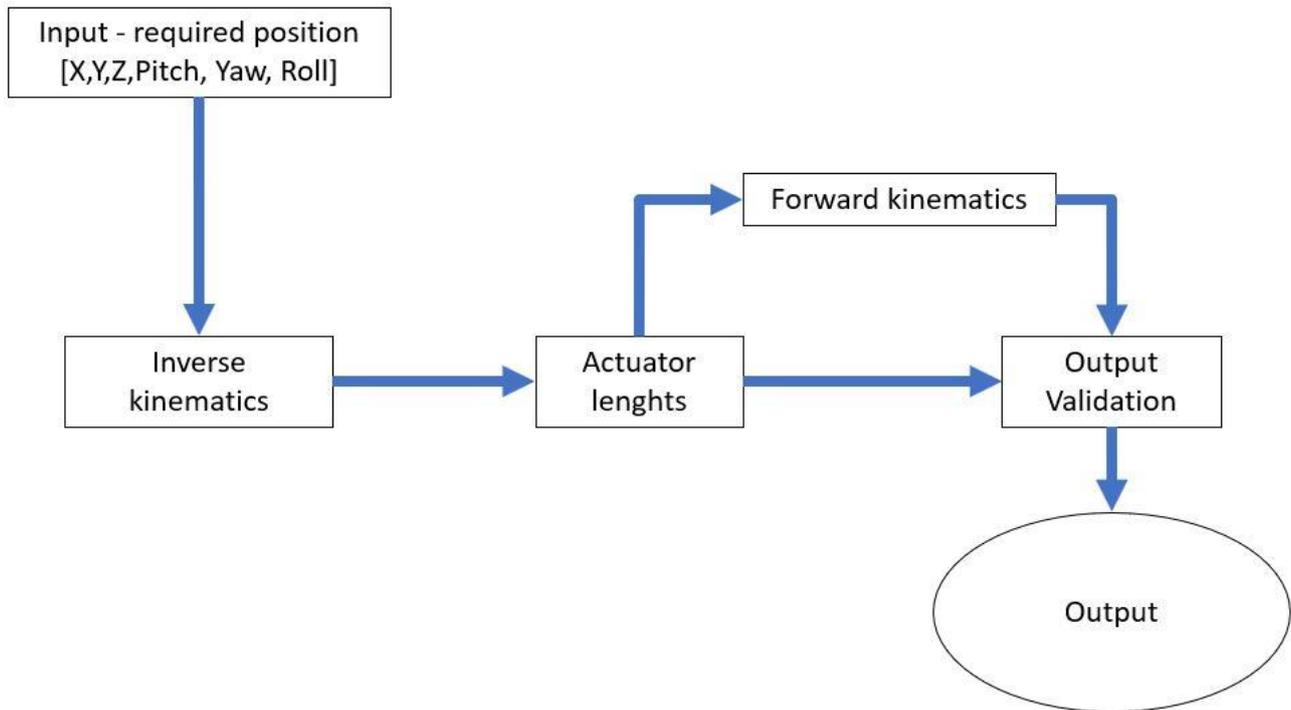 Input - required position
[X,Y,Z,Pitch, Yaw, Roll]
Forward kinematics
Inverse
kinematics
Actuator
lenghts
Output
Validation
Output